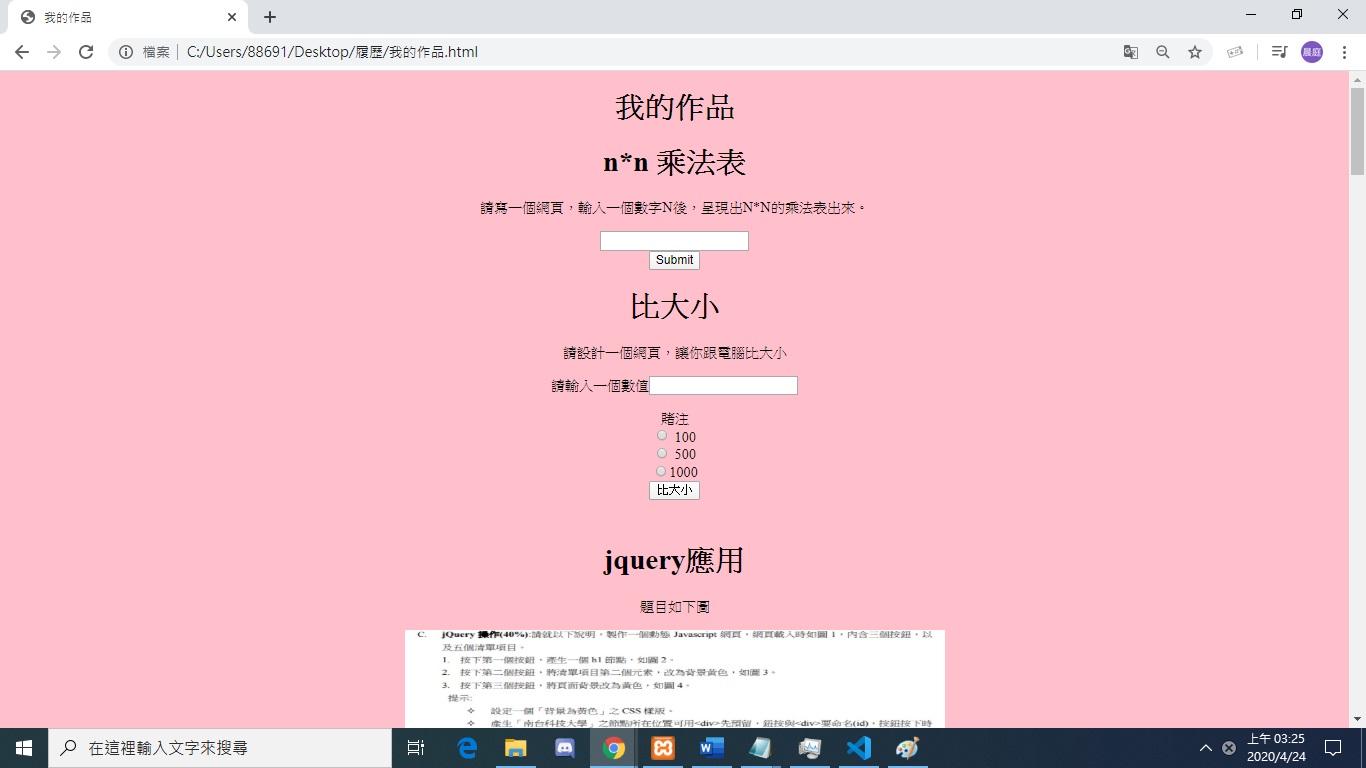 我的作品
檔案 C:/Users/88691/Desktop/履歷/我的作品.html
晨庭
我的作品
n*n 乘法表
請寫一個網頁，輸入一個數字N後，呈現出N*N的乘法表出來。
Submit
比大小
請設計一個網頁，讓你跟電腦比大小
請輸入一個數值
賭注
100
500
1000
比大小
jquery應用
題目如下圖
C. jQuery 操作(40%):請就以下說明，製作一個動態 Javascript 網頁，網頁載入時如圖 1，內含三個按鈕，以
及五個清單項目。
1. 按下第一個按鈕，產生一個 h1 節點，如圖 2。
2. 按下第二個按鈕，將清單項目第二個元素，改為背景黃色，如圖 3。
3. 按下第三個按鈕，將頁面背景改為黃色，如圖 4。
提示:
設定一個「背景為黃色」之 CSS 樣版。
產生「南台科技大學」之節點所在位置可用<div>先預留，鈕按與<div>要命名(id)，按鈕按下時
在這裡輸入文字來搜尋
上午 03:25
2020/4/24